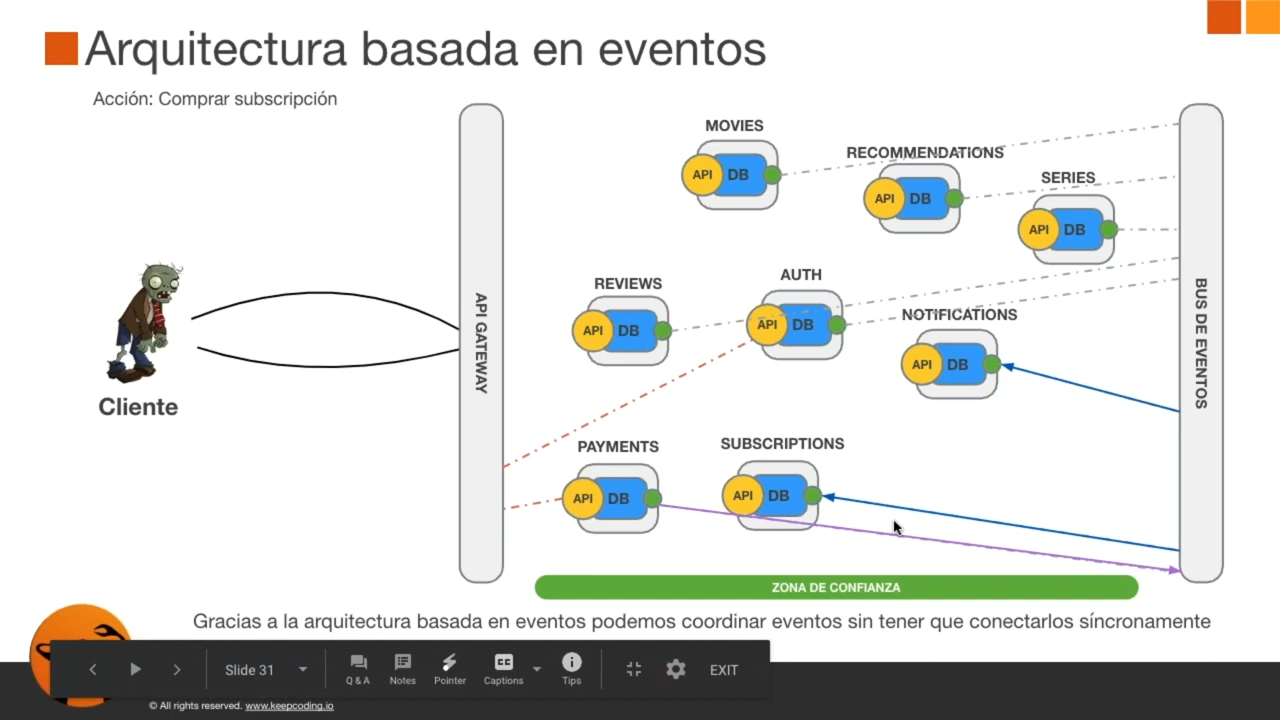 Arquitectura basada en eventos
Acción: Comprar subscripción
MOVIES
API DB
RECOMMENDATIONS
API DB
SERIES
API DB
REVIEWS
API DB
AUTH
API DB
NOTIFICATIONS
API DB
Cliente
API GATEWAY
BUS DE EVENTOS
PAYMENTS
API DB
SUBSCRIPTIONS
API DB
ZONA DE CONFIANZA
Gracias a la arquitectura basada en eventos podemos coordinar eventos sin tener que conectarlos síncronamente
Slide 31
Q & A
Notes
Pointer
CC
Captions
Tips
EXIT
© All rights reserved. www.keepcoding.io